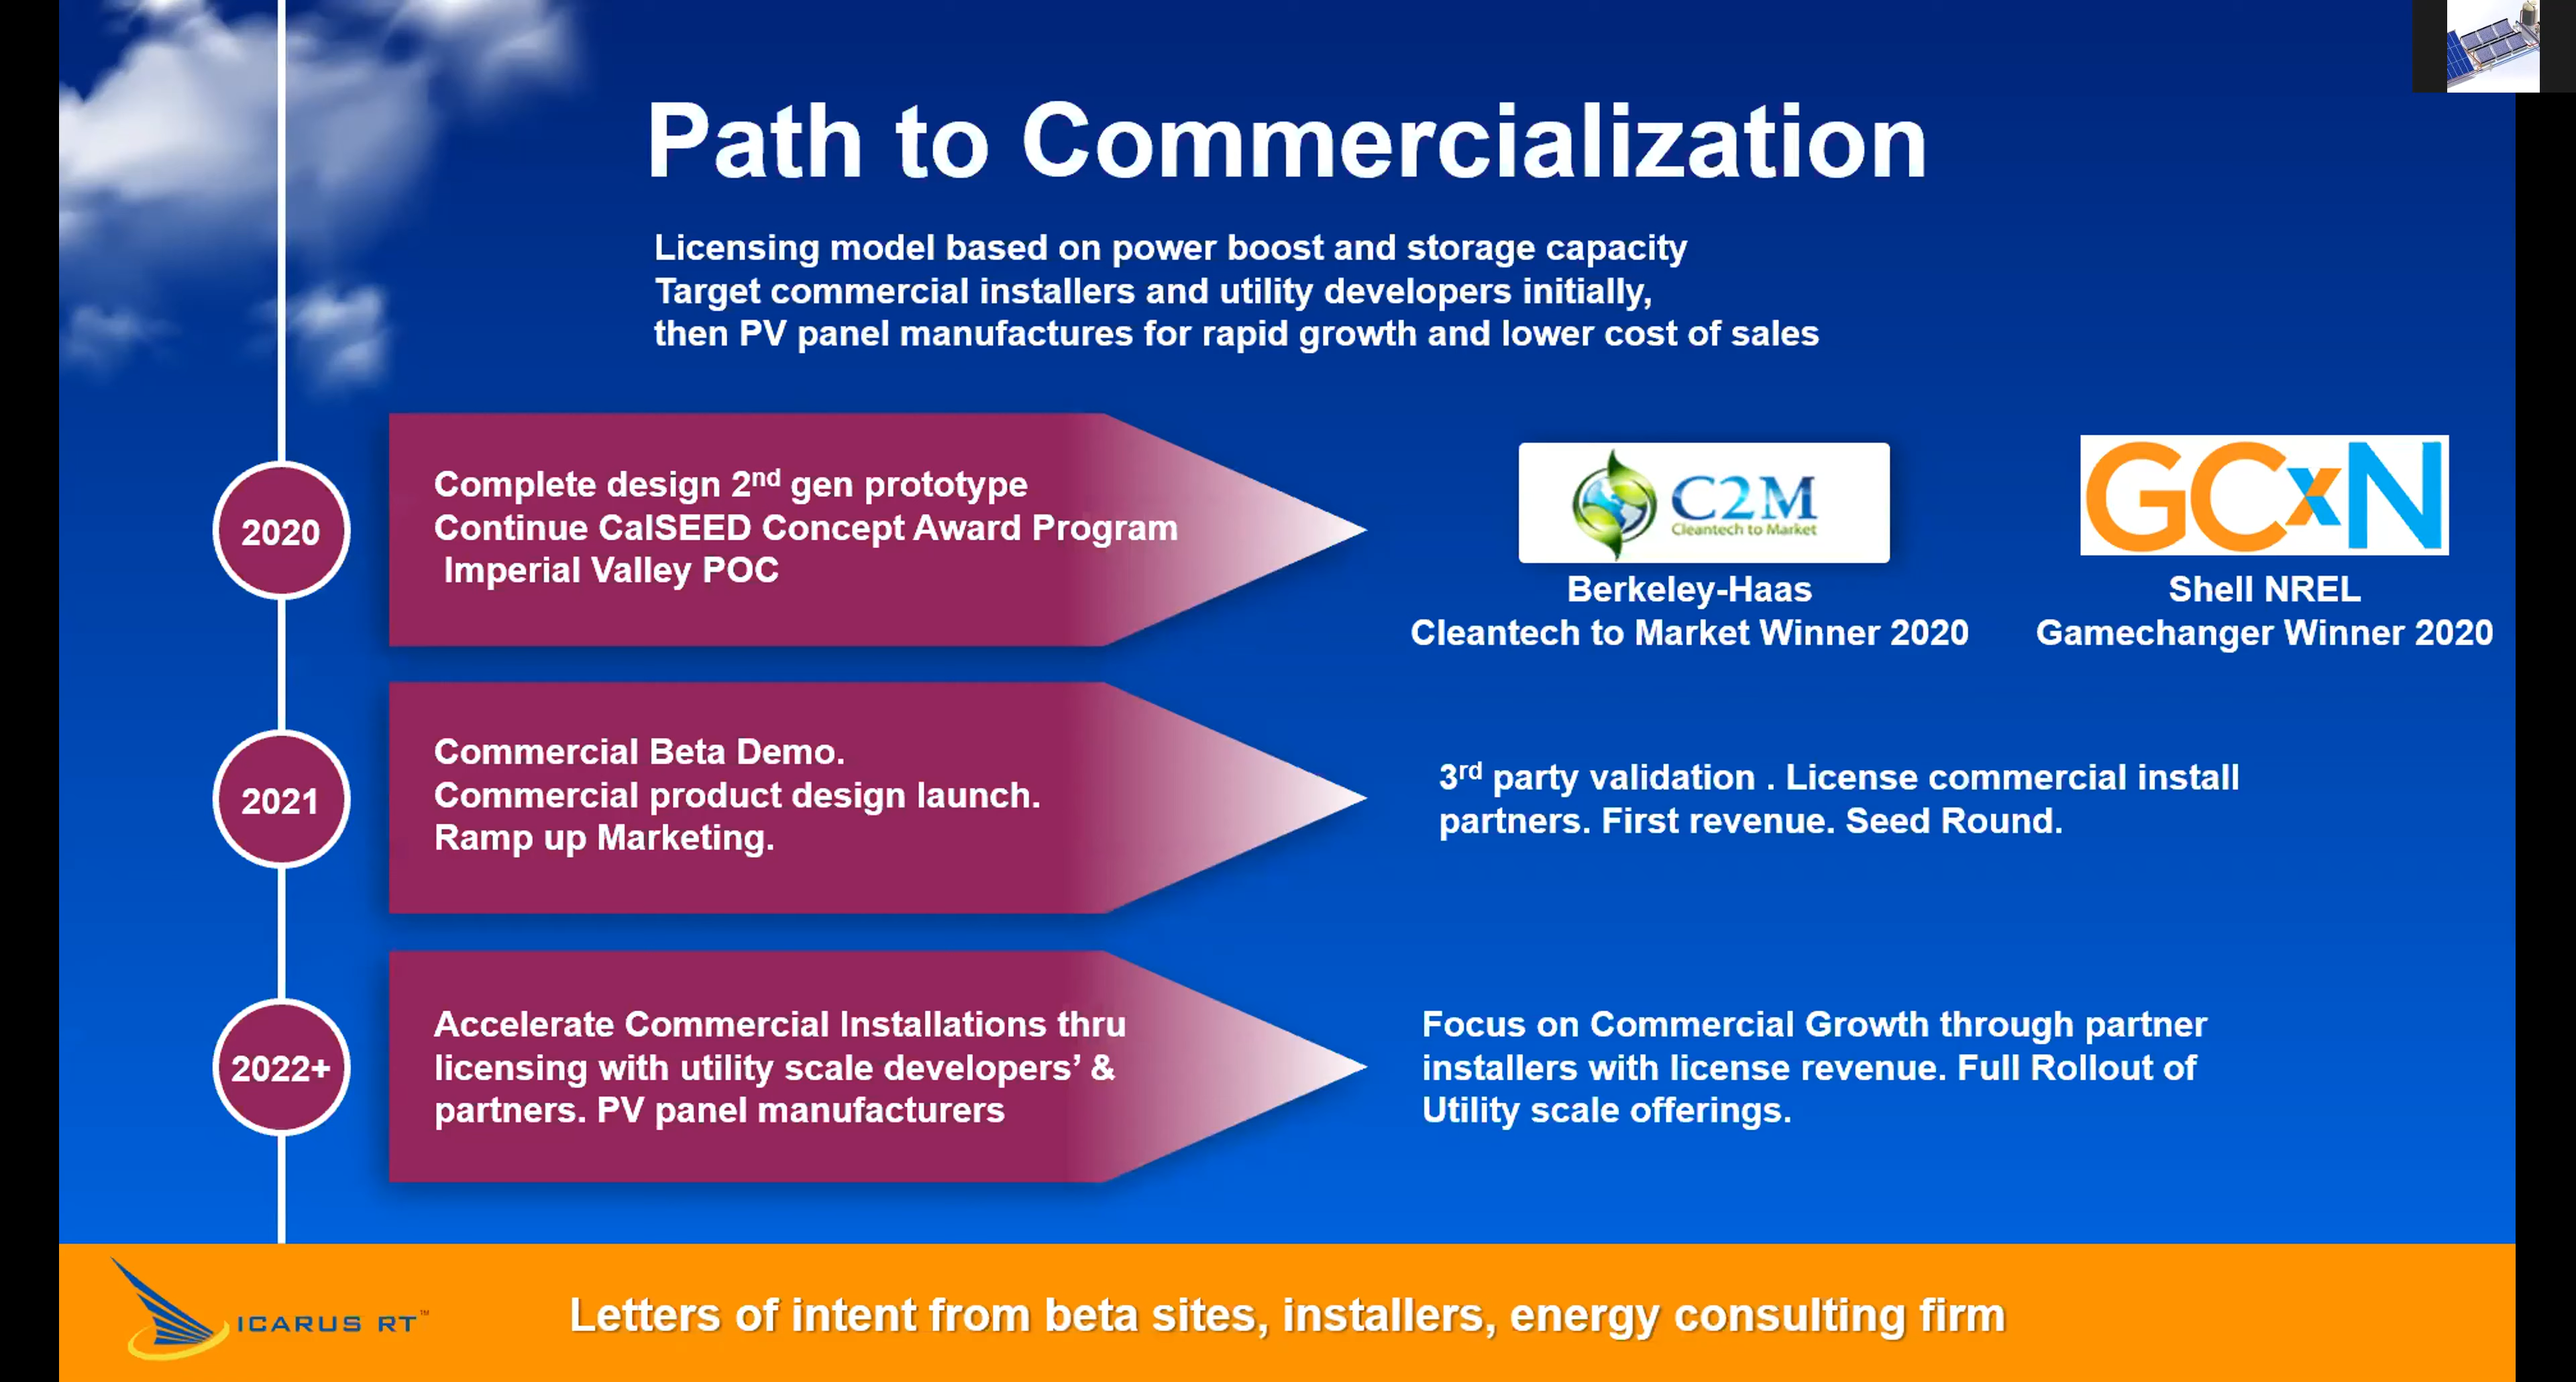 Path to Commercialization
Licensing model based on power boost and storage capacity
Target commercial installers and utility developers initially,
then PV panel manufactures for rapid growth and lower cost of sales
2020
Complete design 2nd gen prototype
Continue CalSEED Concept Award Program
Imperial Valley POC
C2M
Cleantech to Market
Berkeley-Haas
Cleantech to Market Winner 2020
GCxN
Shell NREL
Gamechanger Winner 2020
2021
Commercial Beta Demo.
Commercial product design launch.
Ramp up Marketing.
3rd party validation . License commercial install
partners. First revenue. Seed Round.
2022+
Accelerate Commercial Installations thru
licensing with utility scale developers’ &
partners. PV panel manufacturers
Focus on Commercial Growth through partner
installers with license revenue. Full Rollout of
Utility scale offerings.
ICARUS RT™
Letters of intent from beta sites, installers, energy consulting firm